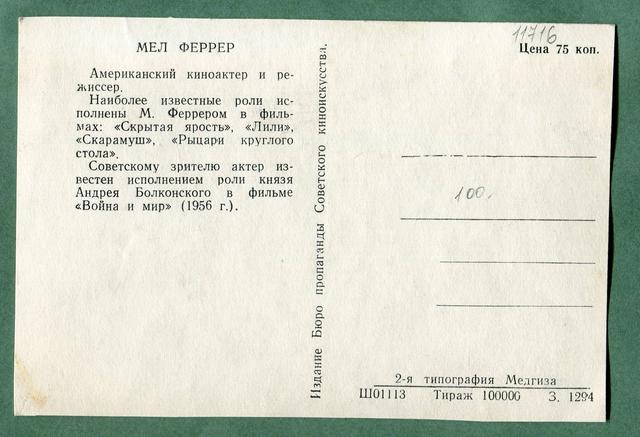 МЕЛ ФЕРРЕР
Американский киноактер и ре-
жиссер.
Наиболее известные роли ис-
полнены М. Феррером в филь-
мах: «Скрытая ярость», «Лили»,
«Скарамуш», «Рыцари круглого
стола».
Советскому зрителю актер из-
вестен исполнением роли князя
Андрея Болконского в фильме
«Война и мир» (1956 г.).
Издание Бюро пропаганды Советского киноискусства.
11716
Цена 75 коп.
100.
2-я типография Медгиза
Ш01113 Тираж 100000 З. 1294